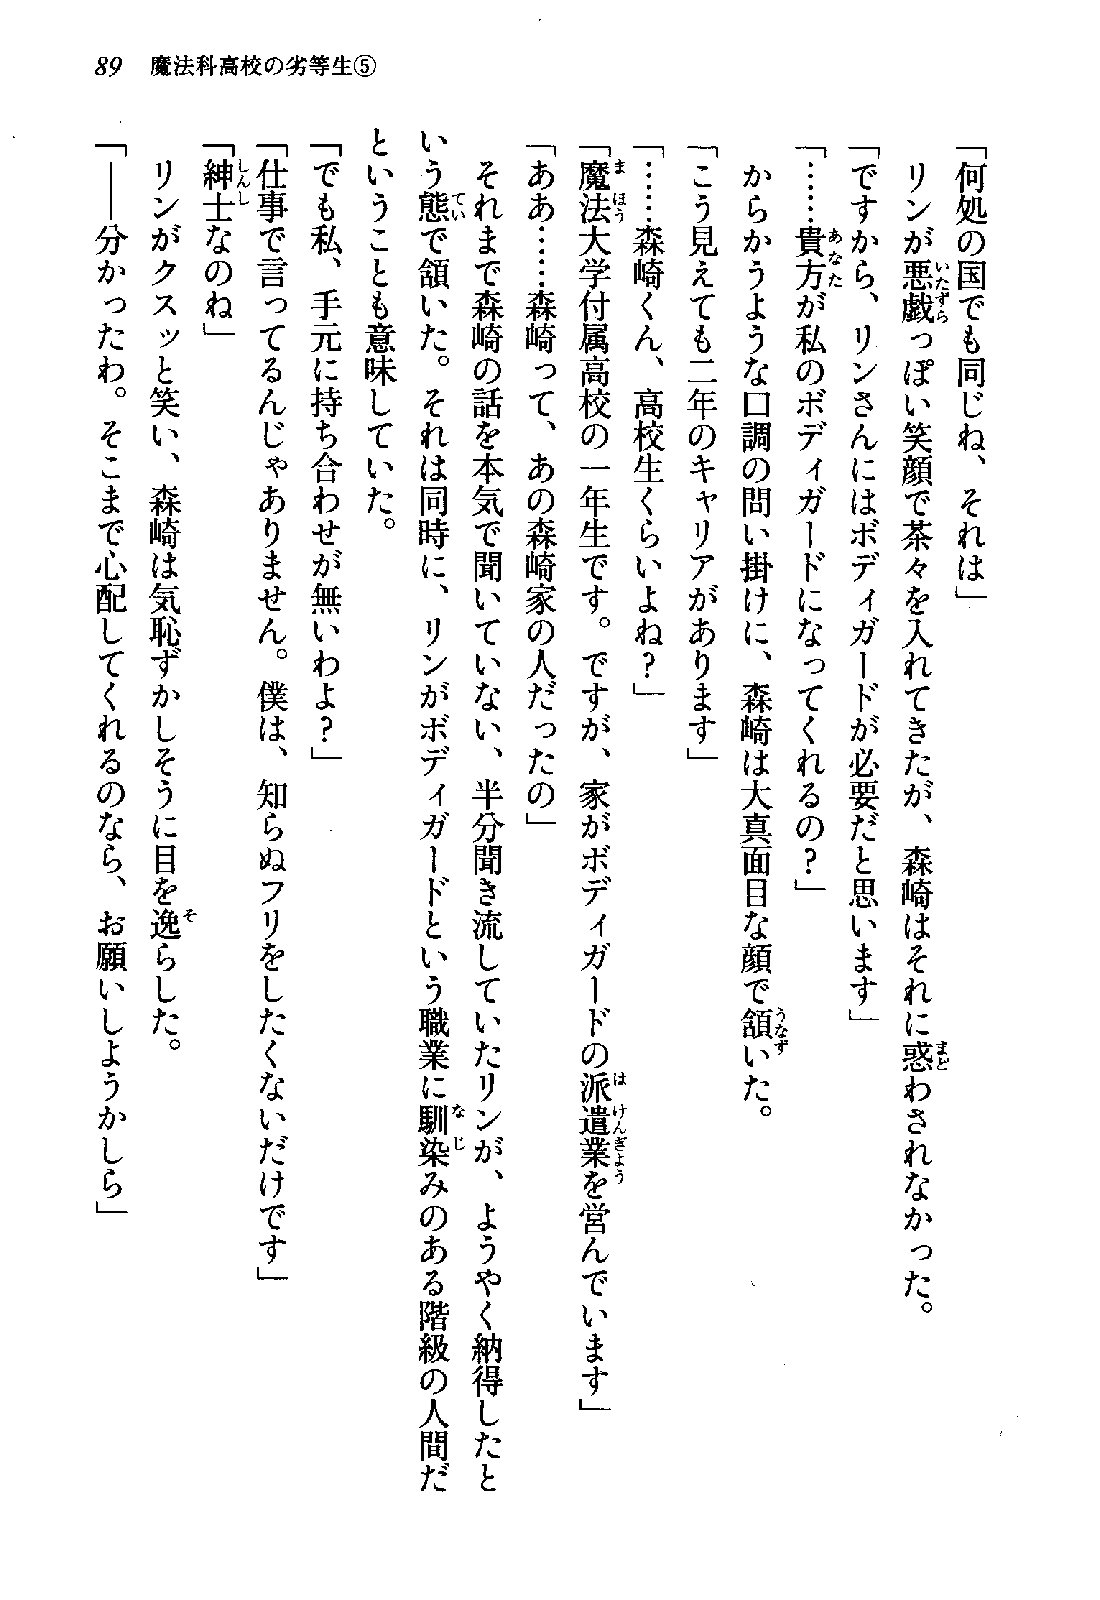 89　魔法科高校の劣等生⑤
「何処の国でも同じね、それは」
　リンが悪戯っぽい笑顔で茶々を入れてきたが、森崎はそれに惑わされなかった。
「ですから、リンさんにはボディガードが必要だと思います」
「……貴方が私のボディガードになってくれるの？」
　からかうような口調の問い掛けに、森崎は大真面目な顔で頷いた。
「こう見えても二年のキャリアがあります」
「……森崎くん、高校生くらいよね？」
「魔法大学付属高校の一年生です。ですが、家がボディガードの派遣業を営んでいます」
「ああ……森崎って、あの森崎家の人だったの」
　それまで森崎の話を本気で聞いていない、半分聞き流していたリンが、ようやく納得したと
いう態で頷いた。それは同時に、リンがボディガードという職業に馴染みのある階級の人間だ
ということも意味していた。
「でも私、手元に持ち合わせが無いわよ？」
「仕事で言ってるんじゃありません。僕は、知らぬフリをしたくないだけです」
「紳士なのね」
　リンがクスッと笑い、森崎は気恥ずかしそうに目を逸らした。
「――分かったわ。そこまで心配してくれるのなら、お願いしようかしら」